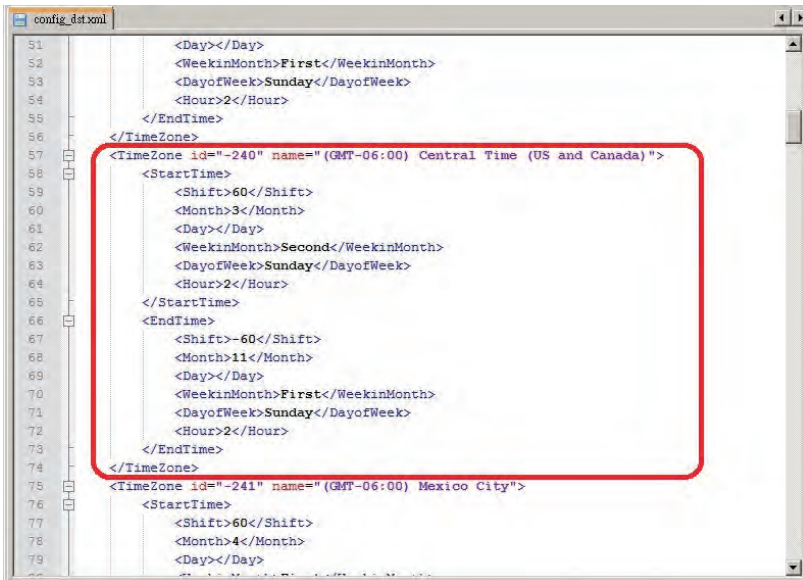 config_dst.xml
51 <Day></Day>
52 <WeekinMonth>First</WeekinMonth>
53 <DayofWeek>Sunday</DayofWeek>
54 <Hour>2</Hour>
55 </EndTime>
56 </TimeZone>
57 <TimeZone id="-240" name="(GMT-06:00) Central Time (US and Canada)">
58 <StartTime>
59 <Shift>60</Shift>
60 <Month>3</Month>
61 <Day></Day>
62 <WeekinMonth>Second</WeekinMonth>
63 <DayofWeek>Sunday</DayofWeek>
64 <Hour>2</Hour>
65 </StartTime>
66 <EndTime>
67 <Shift>-60</Shift>
68 <Month>11</Month>
69 <Day></Day>
70 <WeekinMonth>First</WeekinMonth>
71 <DayofWeek>Sunday</DayofWeek>
72 <Hour>2</Hour>
73 </EndTime>
74 </TimeZone>
75 <TimeZone id="-241" name="(GMT-06:00) Mexico City">
76 <StartTime>
77 <Shift>60</Shift>
78 <Month>4</Month>
79 <Day></Day>